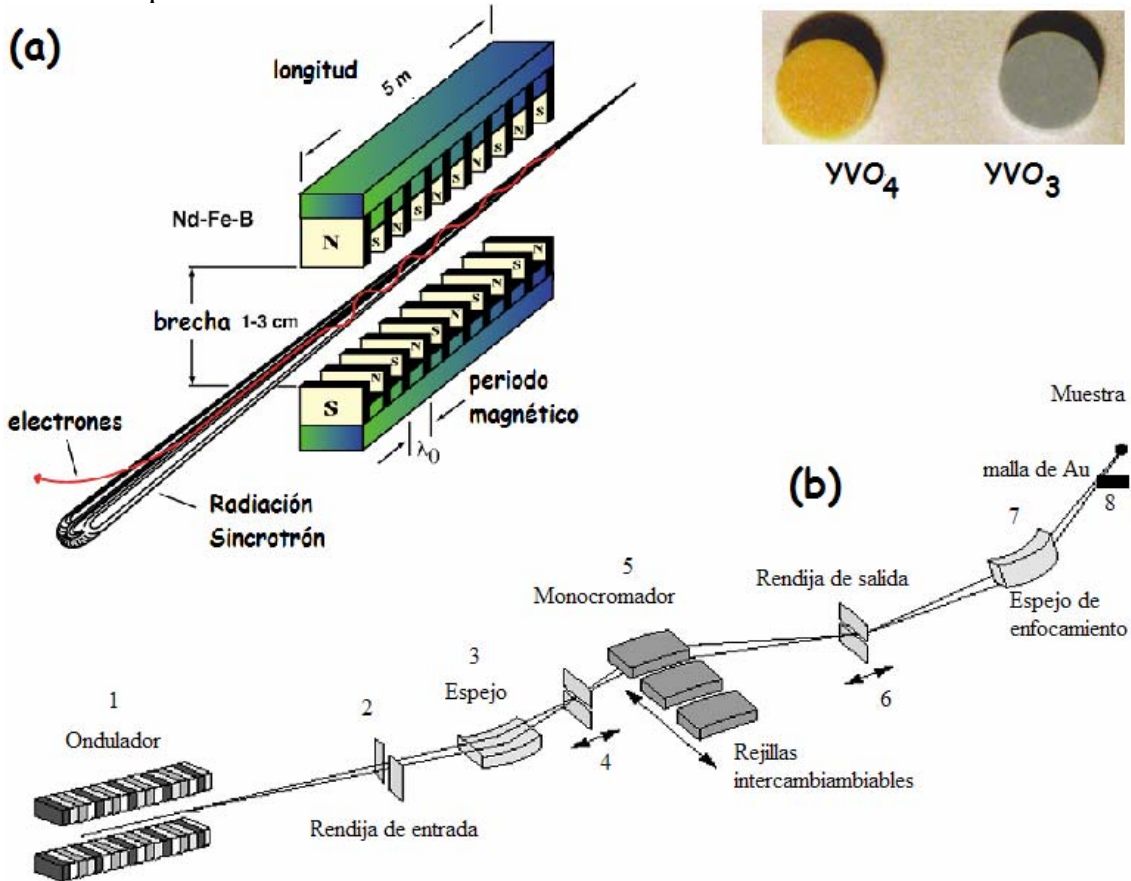 (a)
longitud
5 m
Nd-Fe-B
N
S
S
N
S
N
S
N
S
N
S
brecha
1-3 cm
N
S
N
S
N
S
N
S
N
S
periodo
magnético
λ0
electrones
Radiación
Sincrotrón
YVO4
YVO3
(b)
Muestra
malla de Au
8
7
Espejo de
enfocamiento
Rendija de salida
6
5
Monocromador
Rejillas
intercambiambiables
4
3
Espejo
2
Rendija de entrada
1
Ondulador